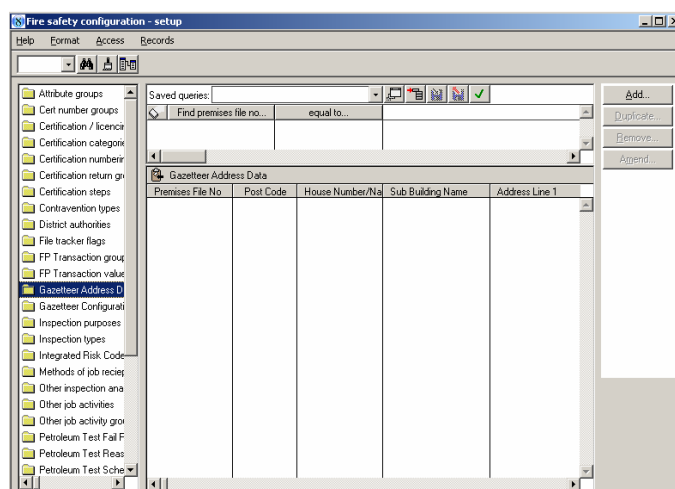 Fire safety configuration - setup
Help Format Access Records
Attribute groups
Cert number groups
Certification / licencin
Certification categorie
Certification numberin
Certification return gr
Certification steps
Contravention types
District authorities
File tracker flags
FP Transaction group
FP Transaction value
Gazetteer Address D
Gazetteer Configurati
Inspection purposes
Inspection types
Integrated Risk Code
Methods of job reciep
Other inspection ana
Other job activities
Other job activity grou
Petroleum Test Fail F
Petroleum Test Reas
Petroleum Test Sche
Saved queries:
Find premises file no... equal to...
Gazetteer Address Data
Premises File No Post Code House Number/Na Sub Building Name Address Line 1
Add...
Duplicate...
Remove...
Amend...